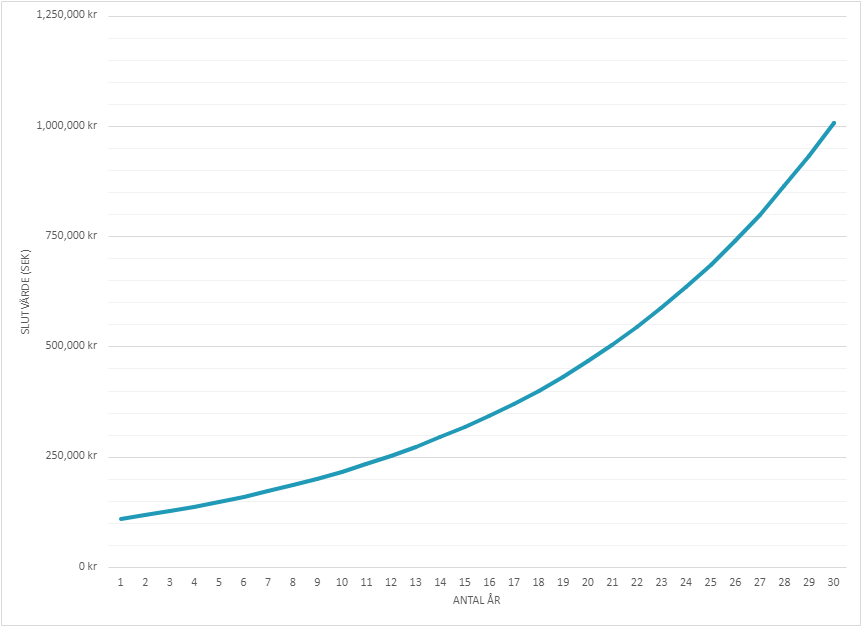 1,250,000 kr
1,000,000 kr
750,000 kr
500,000 kr
250,000 kr
0 kr
SLUT VÄRDE (SEK)
1 2 3 4 5 6 7 8 9 10 11 12 13 14 15 16 17 18 19 20 21 22 23 24 25 26 27 28 29 30
ANTAL ÅR